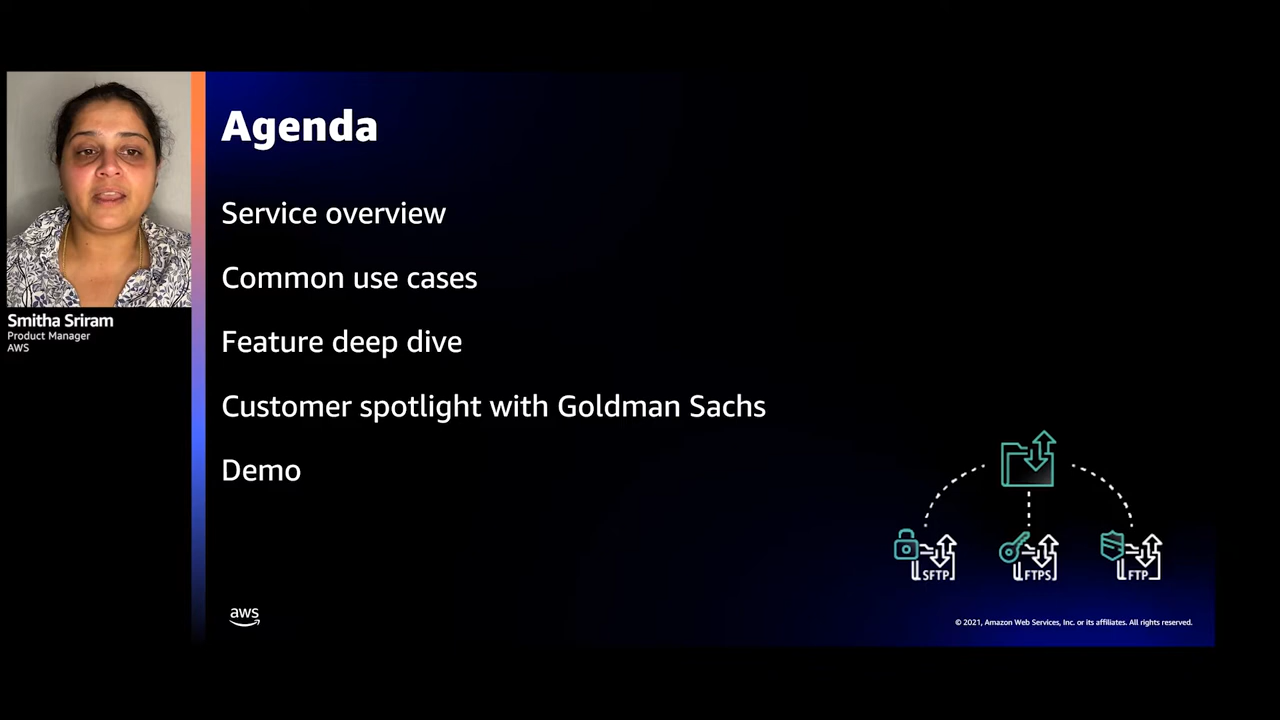 Agenda
Service overview
Common use cases
Feature deep dive
Customer spotlight with Goldman Sachs
Demo
Smitha Sriram
Product Manager
AWS
SFTP
FTPS
FTP
aws
© 2021, Amazon Web Services, Inc. or its affiliates. All rights reserved.